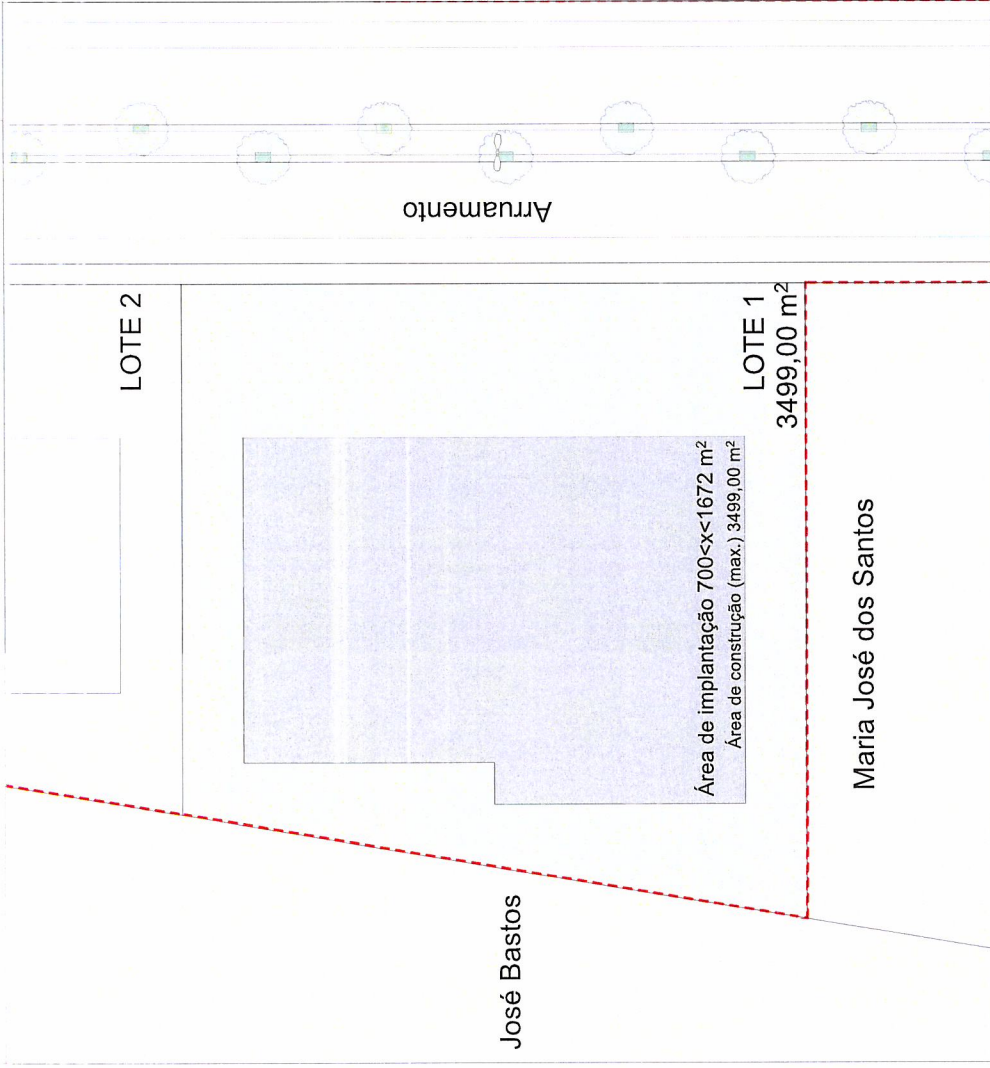 Arruamento
LOTE 2
LOTE 1
3499,00 m²
Área de implantação 700<x<1672 m²
Área de construção (max.) 3499,00 m²
Maria José dos Santos
José Bastos